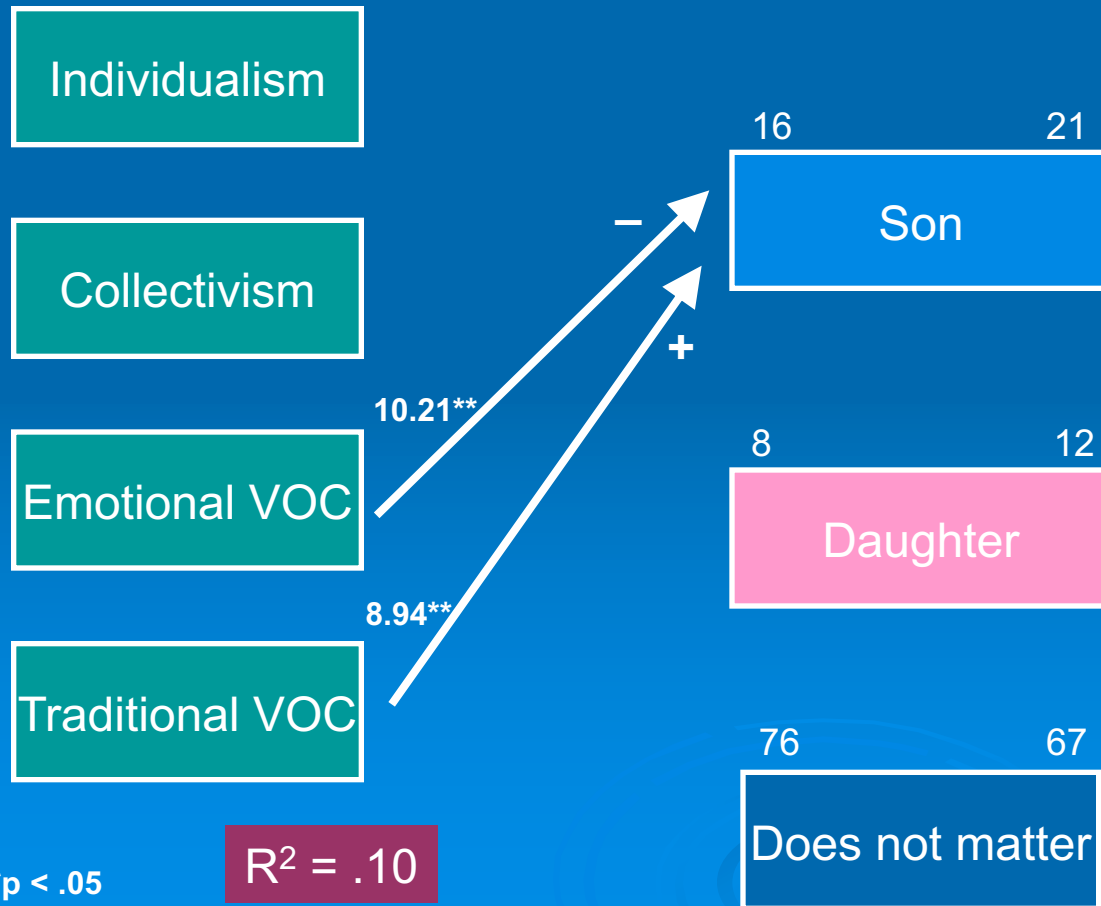 Individualism
16 21
Son
–
Collectivism
+
10.21**
8 12
Emotional VOC
Daughter
8.94**
Traditional VOC
76 67
Does not matter
R² = .10
p < .05